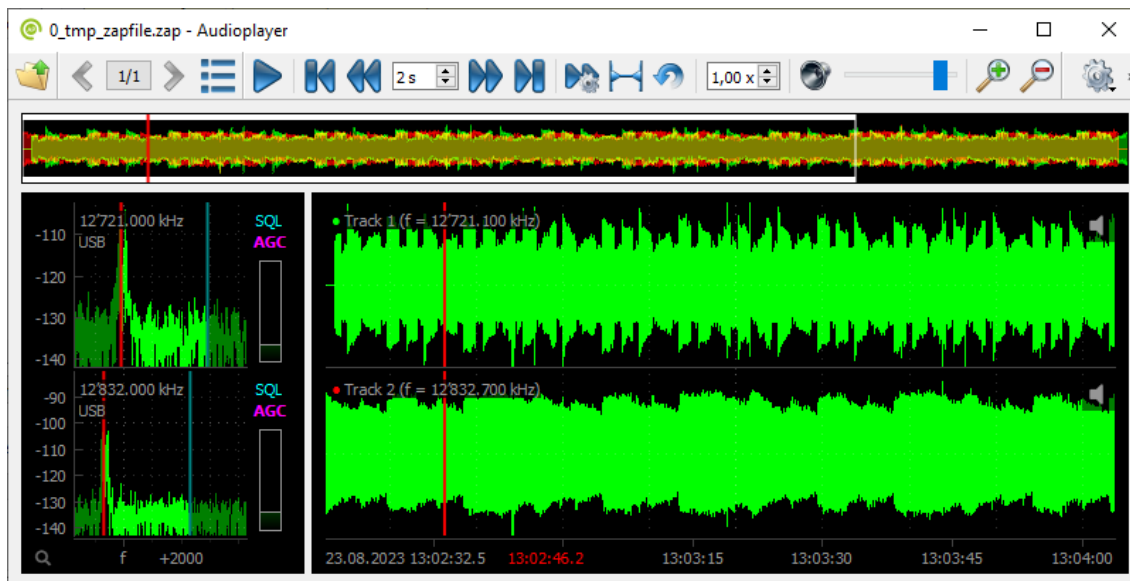 0_tmp_zapfile.zap - Audioplayer
1/1
2 s
1,00 x
12'721.000 kHz
USB
SQL
AGC
-110
-120
-130
-140
Track 1 (f = 12'721.100 kHz)
12'832.000 kHz
USB
SQL
AGC
-90
-100
-110
-120
-130
-140
Track 2 (f = 12'832.700 kHz)
f +2000
23.08.2023 13:02:32.5 13:02:46.2 13:03:15 13:03:30 13:03:45 13:04:00